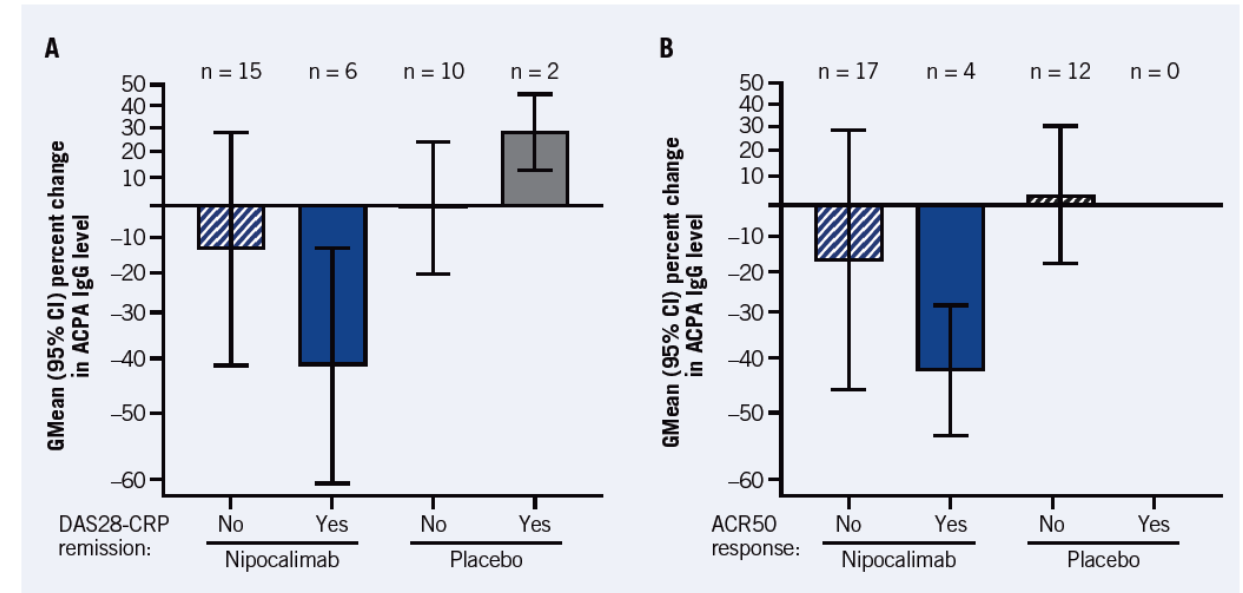 A
n = 15 n = 6 n = 10 n = 2
50
40
30
20
10
–10
–20
–30
–40
–50
–60
GMean (95% CI) percent change
in ACPA IgG level
DAS28-CRP
remission:
No Yes No Yes
Nipocalimab Placebo
B
n = 17 n = 4 n = 12 n = 0
50
40
30
20
10
–10
–20
–30
–40
–50
–60
GMean (95% CI) percent change
in ACPA IgG level
ACR50
response:
No Yes No Yes
Nipocalimab Placebo